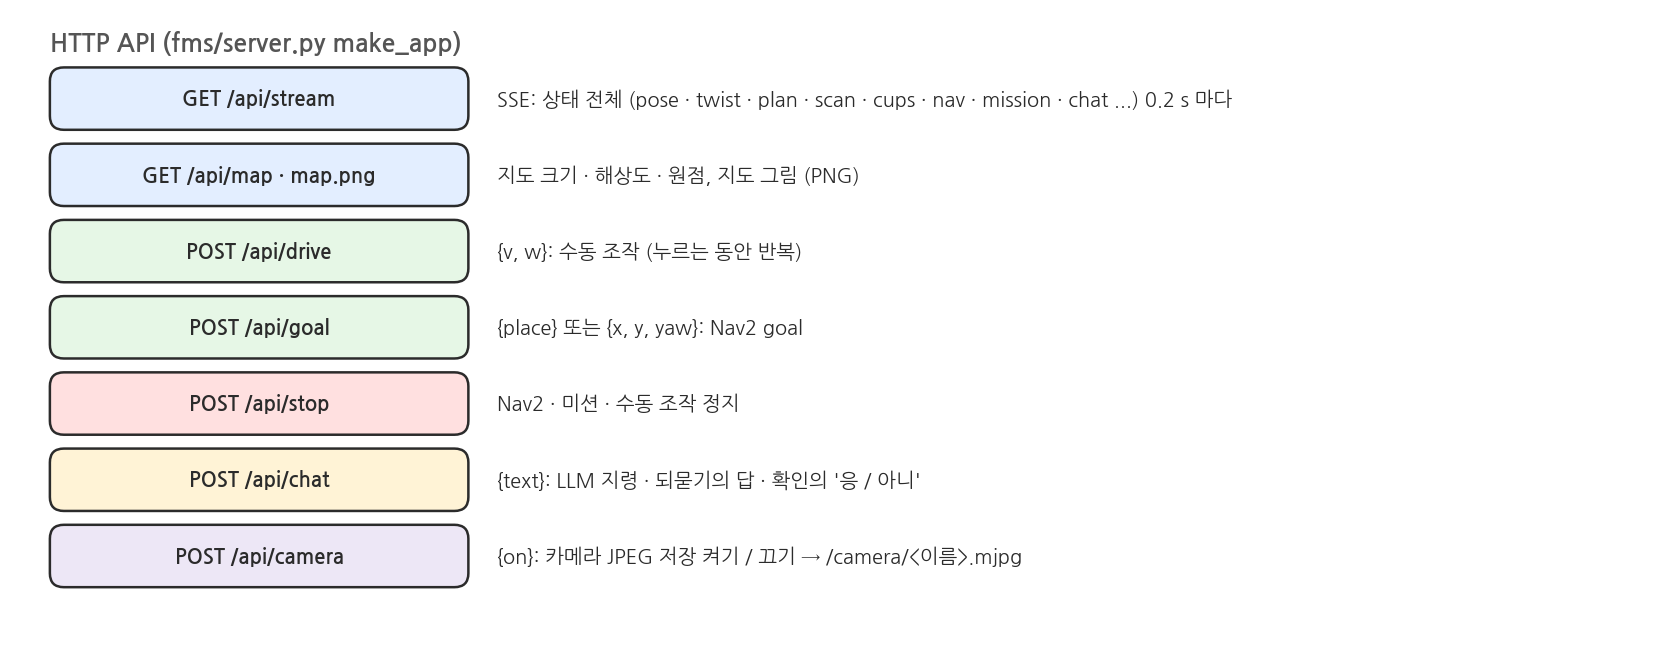 HTTP API (fms/server.py make_app)
GET /api/stream
SSE: 상태 전체 (pose · twist · plan · scan · cups · nav · mission · chat ...) 0.2 s 마다
GET /api/map · map.png
지도 크기 · 해상도 · 원점, 지도 그림 (PNG)
POST /api/drive
{v, w}: 수동 조작 (누르는 동안 반복)
POST /api/goal
{place} 또는 {x, y, yaw}: Nav2 goal
POST /api/stop
Nav2 · 미션 · 수동 조작 정지
POST /api/chat
{text}: LLM 지령 · 되묻기의 답 · 확인의 '응 / 아니'
POST /api/camera
{on}: 카메라 JPEG 저장 켜기 / 끄기 → /camera/<이름>.mjpg